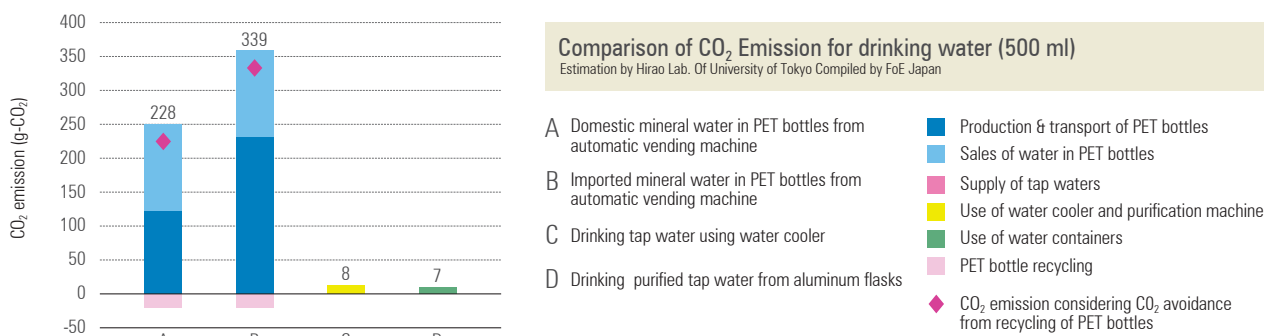 400
350
300
250
200
150
100
50
0
-50
CO₂ emission (g-CO₂)
228
339
8
7
A
B
C
D
Comparison of CO₂ Emission for drinking water (500 ml)
Estimation by Hirao Lab. Of University of Tokyo Compiled by FoE Japan
A Domestic mineral water in PET bottles from
automatic vending machine
B Imported mineral water in PET bottles from
automatic vending machine
C Drinking tap water using water cooler
D Drinking purified tap water from aluminum flasks
Production & transport of PET bottles
Sales of water in PET bottles
Supply of tap waters
Use of water cooler and purification machine
Use of water containers
PET bottle recycling
CO₂ emission considering CO₂ avoidance
from recycling of PET bottles